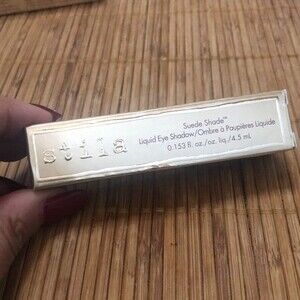 stila
Suede Shade™
Liquid Eye Shadow/Ombre à Paupières Liquide
0.153 fl. oz./oz. liq./4.5 mL